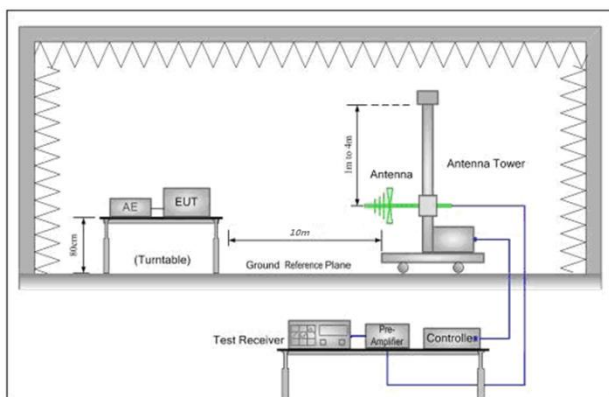 1m to 4m
Antenna
Antenna Tower
AE
EUT
80cm
(Turntable)
10m
Ground Reference Plane
Test Receiver
Pre-
Amplifier
Controller